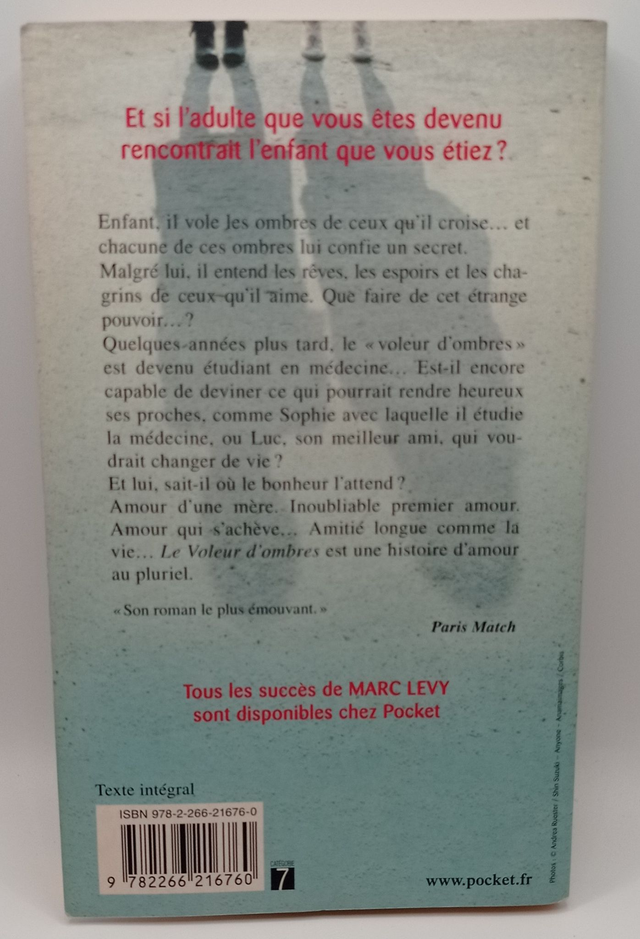 Et si l'adulte que vous êtes devenu
rencontrait l'enfant que vous étiez ?
Enfant, il vole les ombres de ceux qu'il croise... et
chacune de ces ombres lui confie un secret.
Malgré lui, il entend les rêves, les espoirs et les cha-
grins de ceux qu'il aime. Que faire de cet étrange
pouvoir... ?
Quelques années plus tard, le « voleur d'ombres »
est devenu étudiant en médecine... Est-il encore
capable de deviner ce qui pourrait rendre heureux
ses proches, comme Sophie avec laquelle il étudie
la médecine, ou Luc, son meilleur ami, qui vou-
drait changer de vie ?
Et lui, sait-il où le bonheur l'attend ?
Amour d'une mère. Inoubliable premier amour.
Amour qui s'achève... Amitié longue comme la
vie... Le Voleur d'ombres est une histoire d'amour
au pluriel.
« Son roman le plus émouvant. »
Paris Match
Tous les succès de MARC LEVY
sont disponibles chez Pocket
Texte intégral
ISBN 978-2-266-21676-0
9 782266 216760
CATÉGORIE
7
www.pocket.fr
Photos : © Andrea Rooster / Shin Suzuki - Anyone - Amanaimages / Corbis